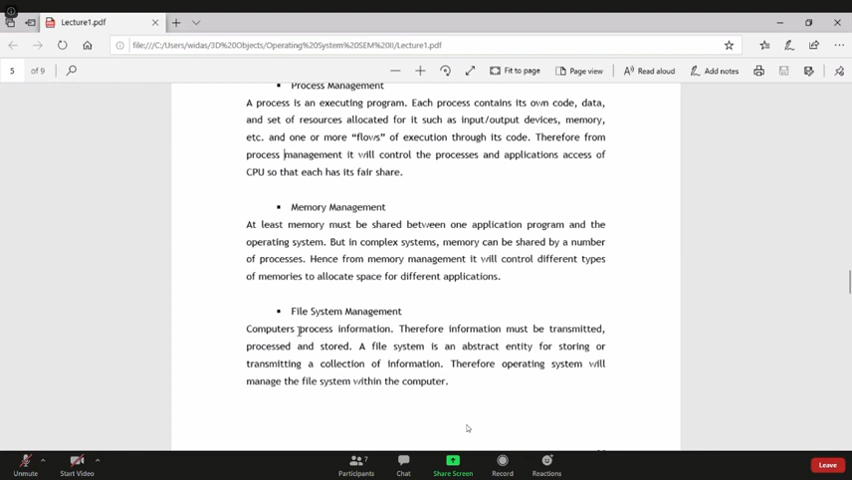 Lecture1.pdf
file:///C:/Users/widas/3D%20Objects/Operating%20System%20SEM%20II/Lecture1.pdf
5 of 9
Fit to page
Page view
Read aloud
Add notes
▪ Process Management
A process is an executing program. Each process contains its own code, data,
and set of resources allocated for it such as input/output devices, memory,
etc. and one or more “flows” of execution through its code. Therefore from
process management it will control the processes and applications access of
CPU so that each has its fair share.
▪ Memory Management
At least memory must be shared between one application program and the
operating system. But in complex systems, memory can be shared by a number
of processes. Hence from memory management it will control different types
of memories to allocate space for different applications.
▪ File System Management
Computers process information. Therefore information must be transmitted,
processed and stored. A file system is an abstract entity for storing or
transmitting a collection of information. Therefore operating system will
manage the file system within the computer.
Unmute
Start Video
7
Participants
Chat
Share Screen
Record
Reactions
Leave